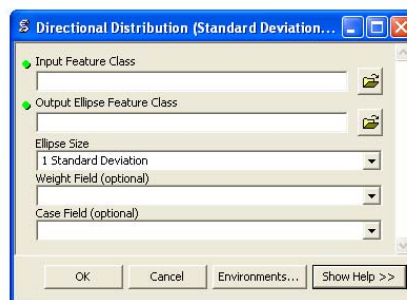 Directional Distribution (Standard Deviation...
Input Feature Class
Output Ellipse Feature Class
Ellipse Size
1 Standard Deviation
Weight Field (optional)
Case Field (optional)
OK Cancel Environments... Show Help >>